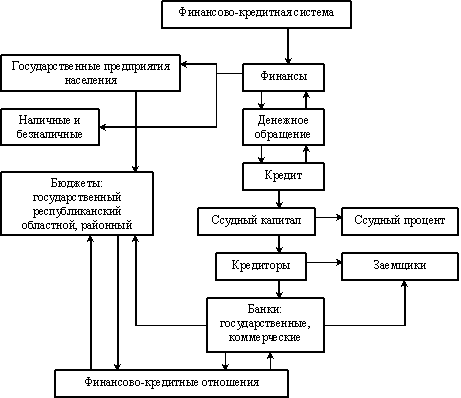 Финансово-кредитная система
Государственные предприятия
населения
Финансы
Наличные и
безналичные
Денежное
обращение
Кредит
Бюджеты:
государственный
республиканский
областной, районный
Ссудный капитал
Ссудный процент
Кредиторы
Заемщики
Банки:
государственные,
коммерческие
Финансово-кредитные отношения